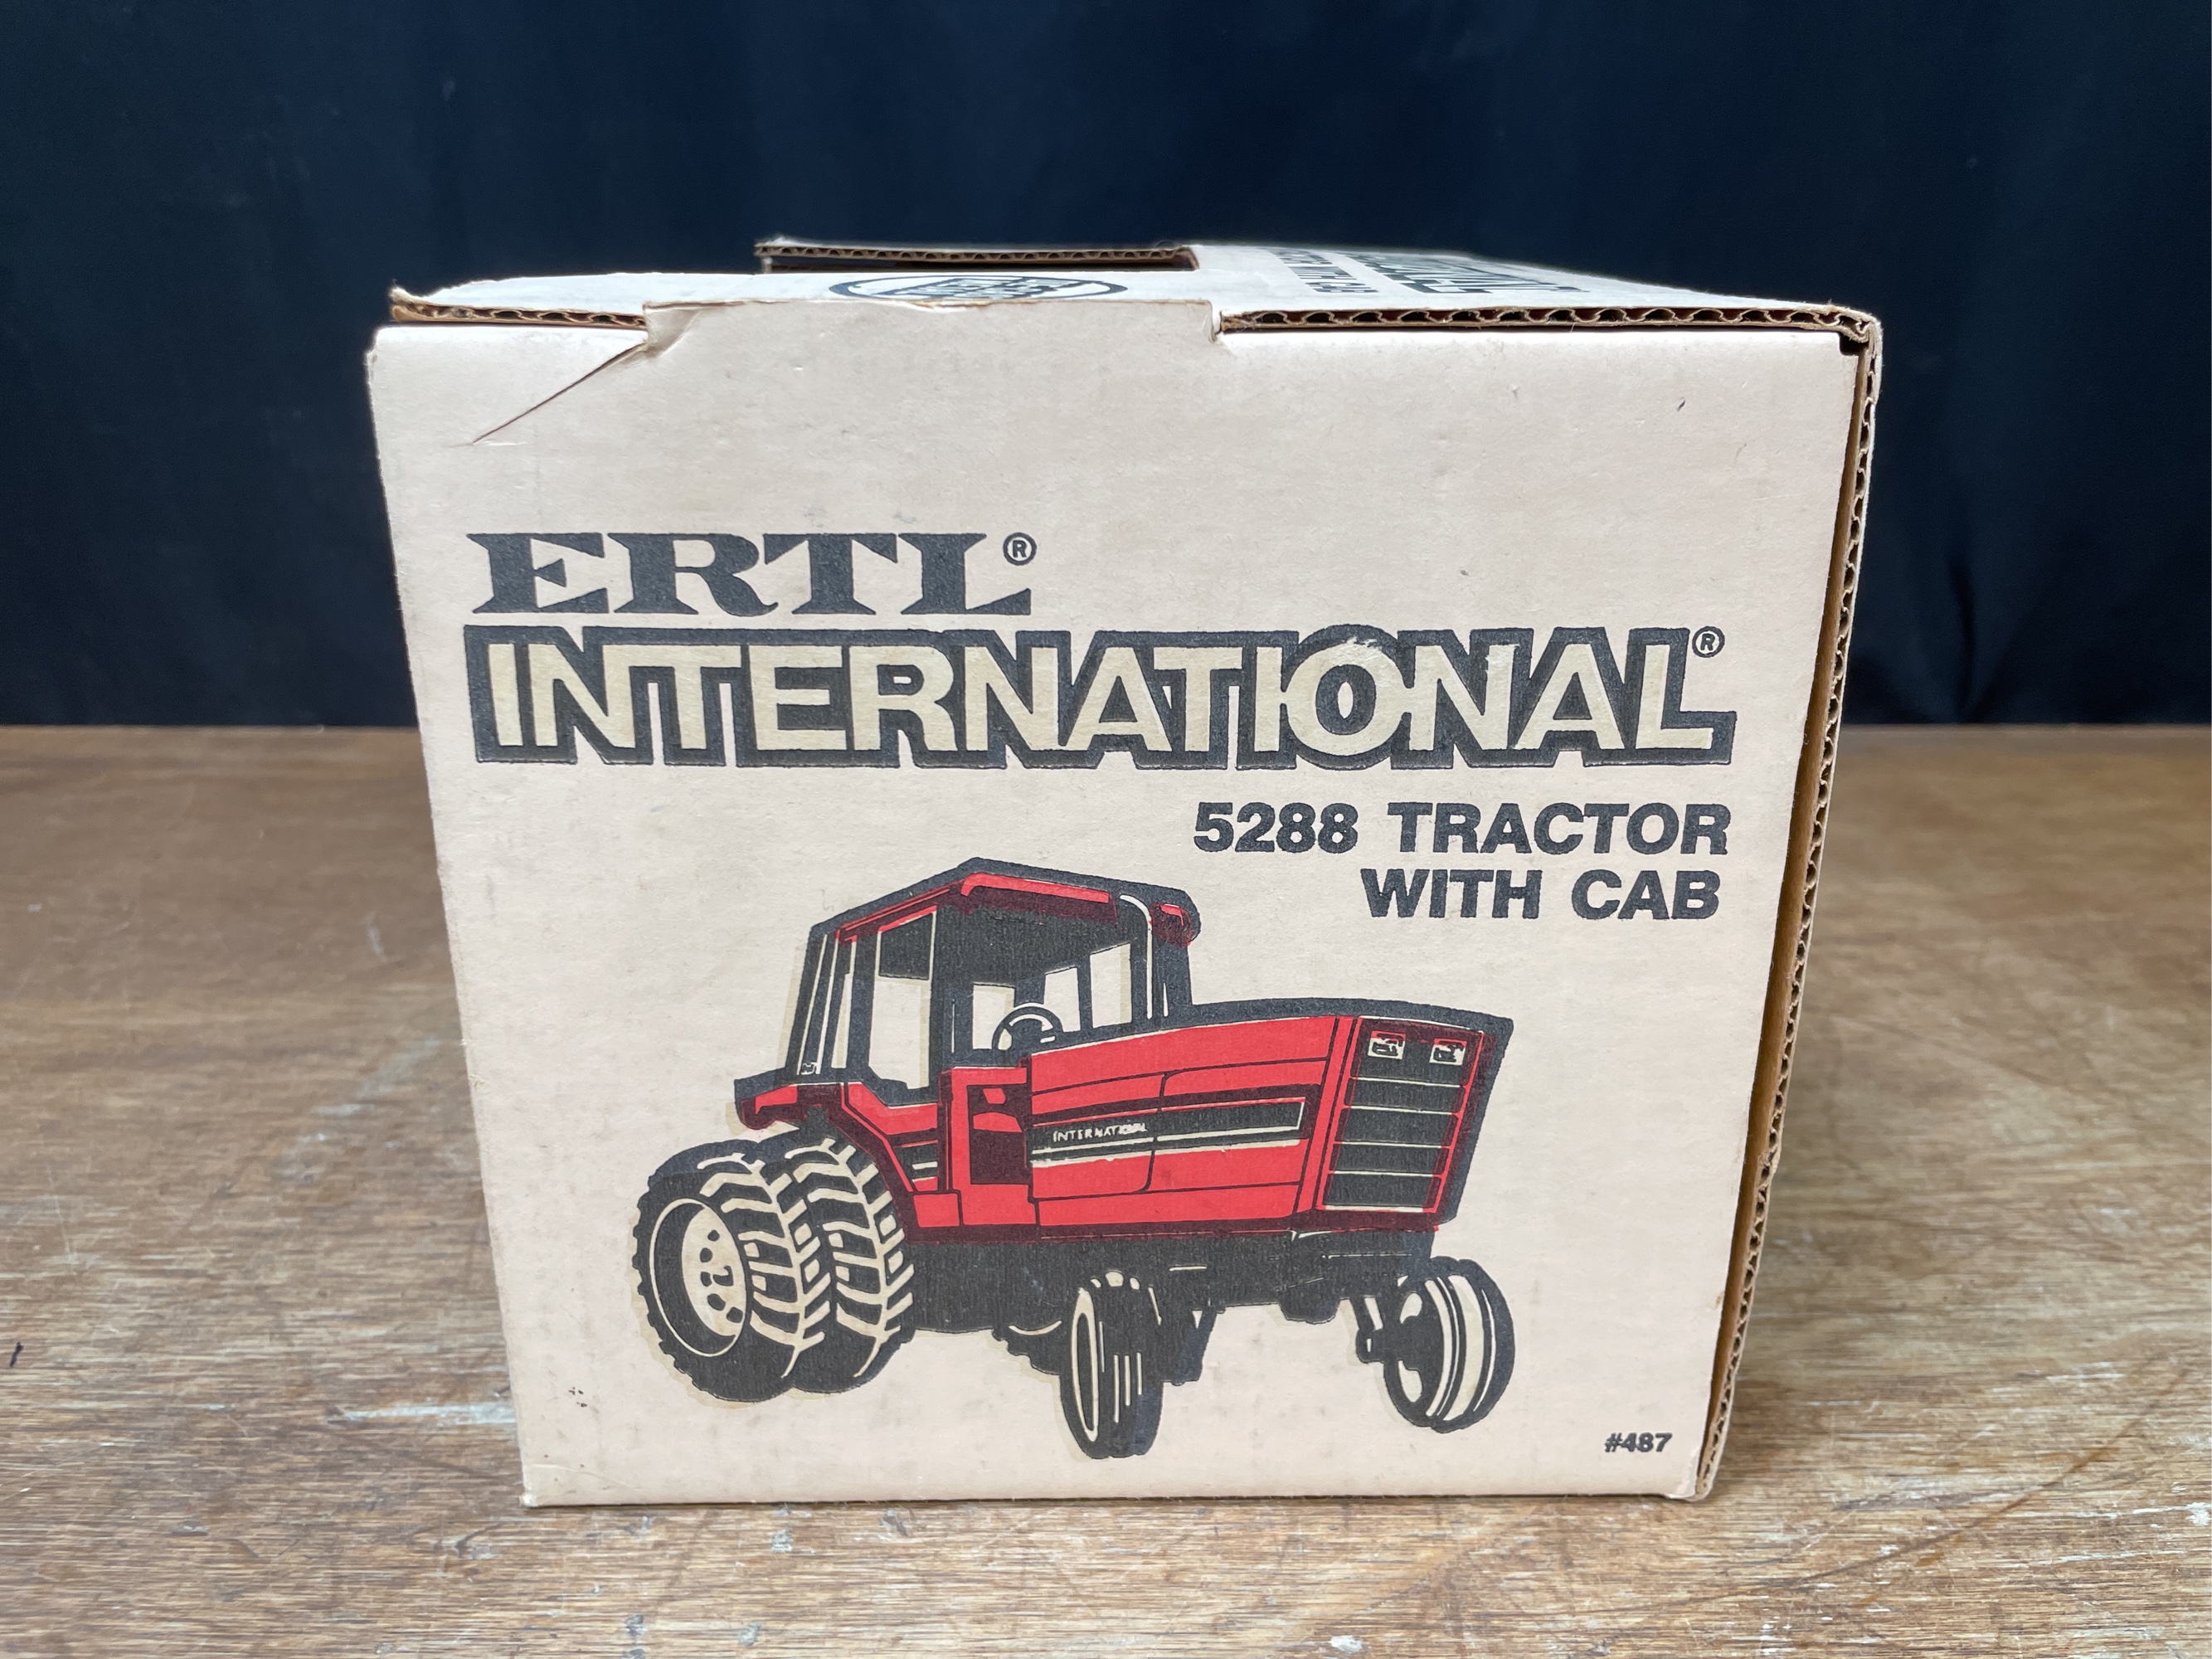 ERTL®
INTERNATIONAL®
5288 TRACTOR
WITH CAB
INTERNATIONAL
#487